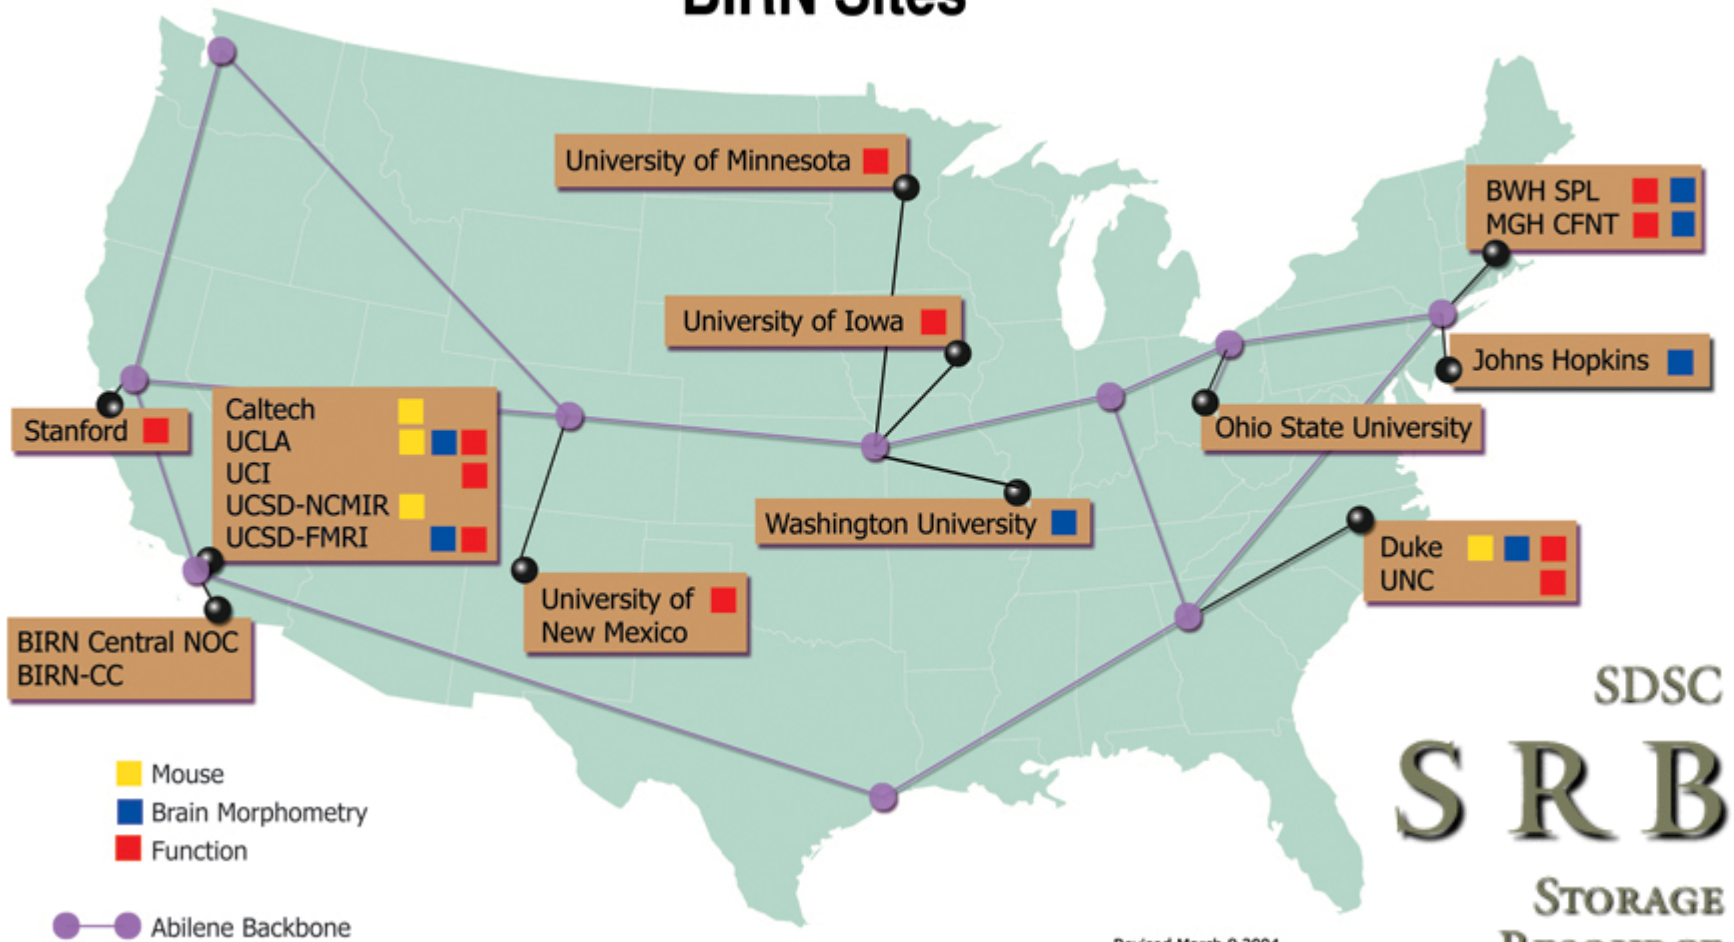 BIRN Sites
University of Minnesota
BWH SPL
MGH CFNT
University of Iowa
Johns Hopkins
Stanford
Caltech
UCLA
UCI
UCSD-NCMIR
UCSD-FMRI
Ohio State University
Washington University
Duke
UNC
University of
New Mexico
BIRN Central NOC
BIRN-CC
Mouse
Brain Morphometry
Function
Abilene Backbone
SDSC
SRB
STORAGE